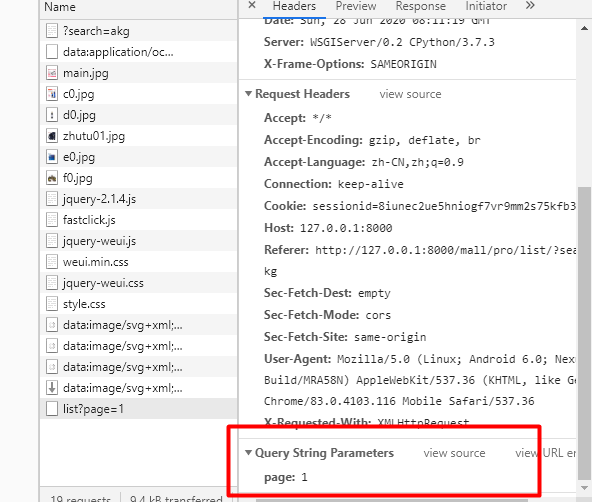 Name
× Headers Preview Response Initiator »
?search=akg
data:application/oc...
main.jpg
c0.jpg
d0.jpg
zhutu01.jpg
e0.jpg
f0.jpg
jquery-2.1.4.js
fastclick.js
jquery-weui.js
weui.min.css
jquery-weui.css
style.css
data:image/svg+xml;...
data:image/svg+xml;...
data:image/svg+xml;...
data:image/svg+xml;...
list?page=1
19 requests 9.4 kB transferred
Date: Sun, 28 Jun 2020 08:11:19 GMT
Server: WSGIServer/0.2 CPython/3.7.3
X-Frame-Options: SAMEORIGIN
Request Headers view source
Accept: */*
Accept-Encoding: gzip, deflate, br
Accept-Language: zh-CN,zh;q=0.9
Connection: keep-alive
Cookie: sessionid=8iunec2ue5hniogf7vr9mm2s75kfb3
Host: 127.0.0.1:8000
Referer: http://127.0.0.1:8000/mall/pro/list/?sea
kg
Sec-Fetch-Dest: empty
Sec-Fetch-Mode: cors
Sec-Fetch-Site: same-origin
User-Agent: Mozilla/5.0 (Linux; Android 6.0; Nexu
Build/MRA58N) AppleWebKit/537.36 (KHTML, like Ge
Chrome/83.0.4103.116 Mobile Safari/537.36
X-Requested-With: XMLHttpRequest
Query String Parameters view source view URL en
page: 1